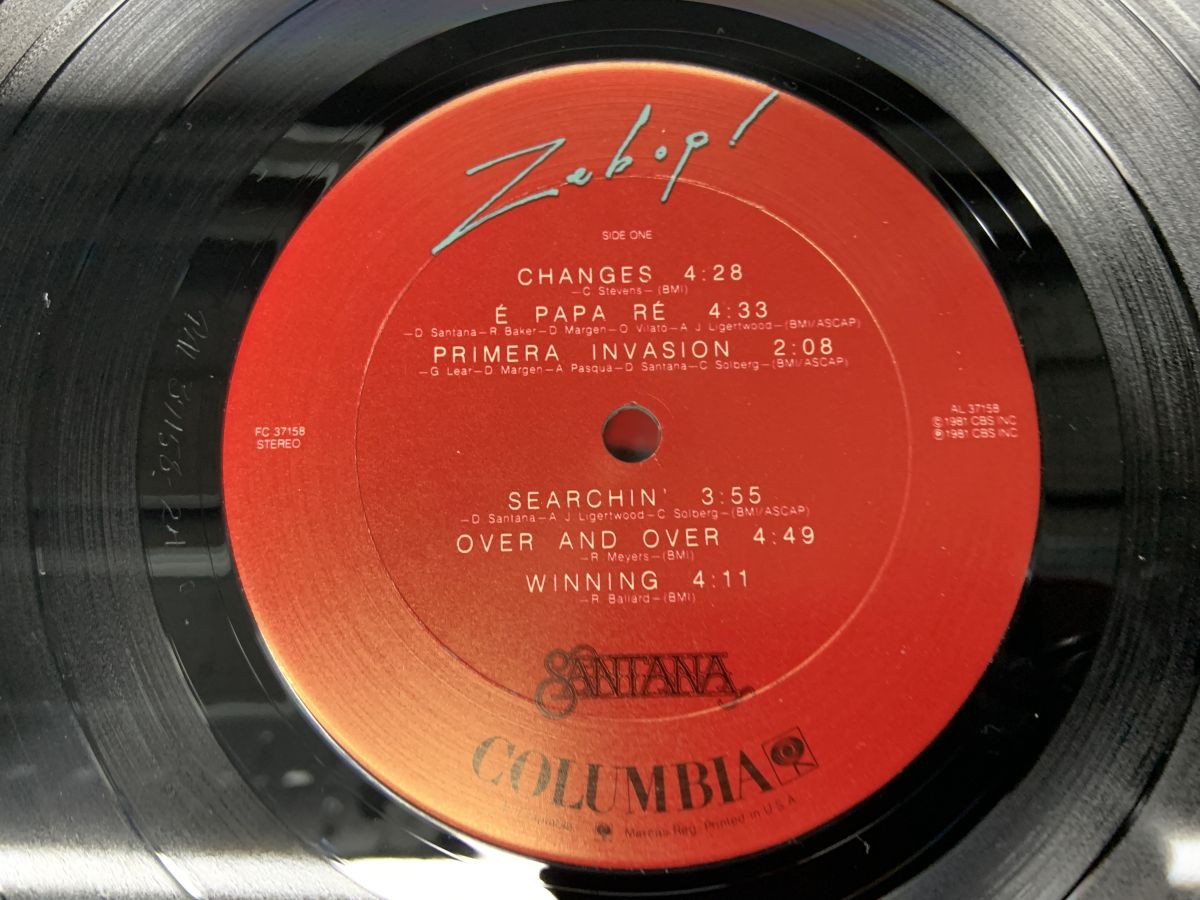 Zebop!
SIDE ONE
CHANGES 4:28
—C. Stevens— (BMI)
É PAPA RÉ 4:33
—D. Santana—R. Baker—D. Margen—O. Vilato—A. J. Ligertwood—(BMI/ASCAP)
PRIMERA INVASION 2:08
—G. Lear—D. Margen—A. Pasqua—D. Santana—C. Solberg—(BMI/ASCAP)
FC 37158
STEREO
AL 37158
© 1981 CBS INC
℗ 1981 CBS INC
SEARCHIN' 3:55
—D. Santana—A. J. Ligertwood—C. Solberg—(BMI/ASCAP)
OVER AND OVER 4:49
—R. Meyers—(BMI)
WINNING 4:11
—R. Ballard—(BMI)
SANTANA
COLUMBIA
Marcas Reg. Printed in U.S.A.